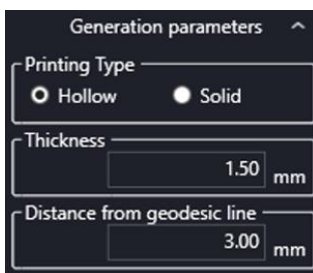 Generation parameters
Printing Type
Hollow Solid
Thickness
1.50 mm
Distance from geodesic line
3.00 mm